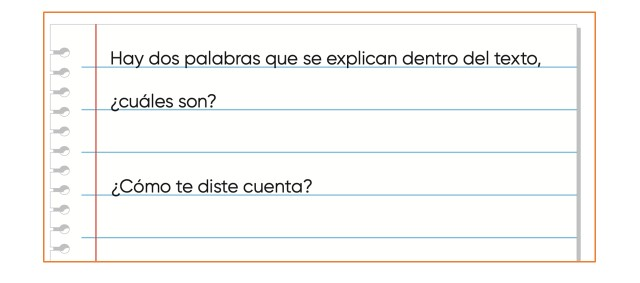 Hay dos palabras que se explican dentro del texto,
¿cuáles son?
¿Cómo te diste cuenta?